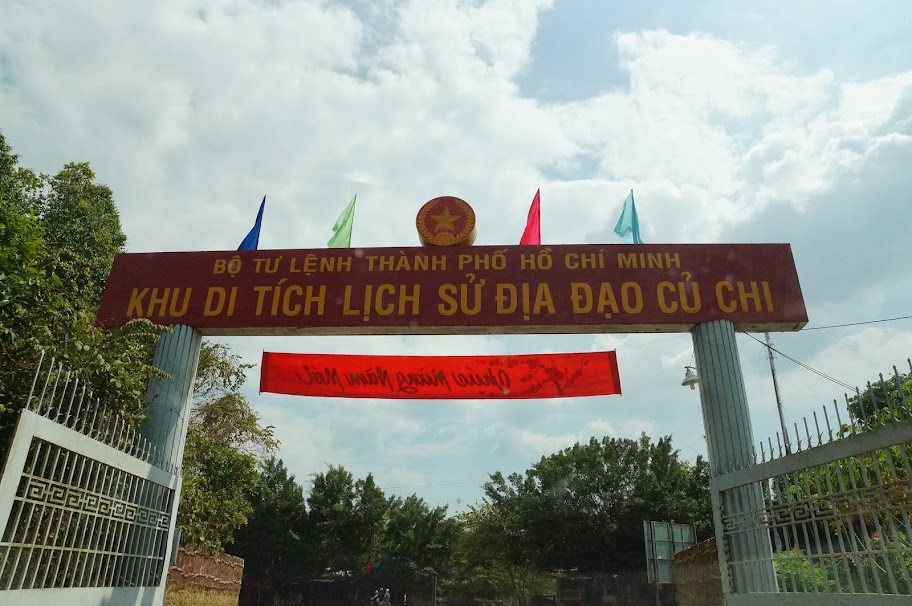 BỘ TƯ LỆNH THÀNH PHỐ HỒ CHÍ MINH
KHU DI TÍCH LỊCH SỬ ĐỊA ĐẠO CỦ CHI
Chúc Mừng Năm Mới